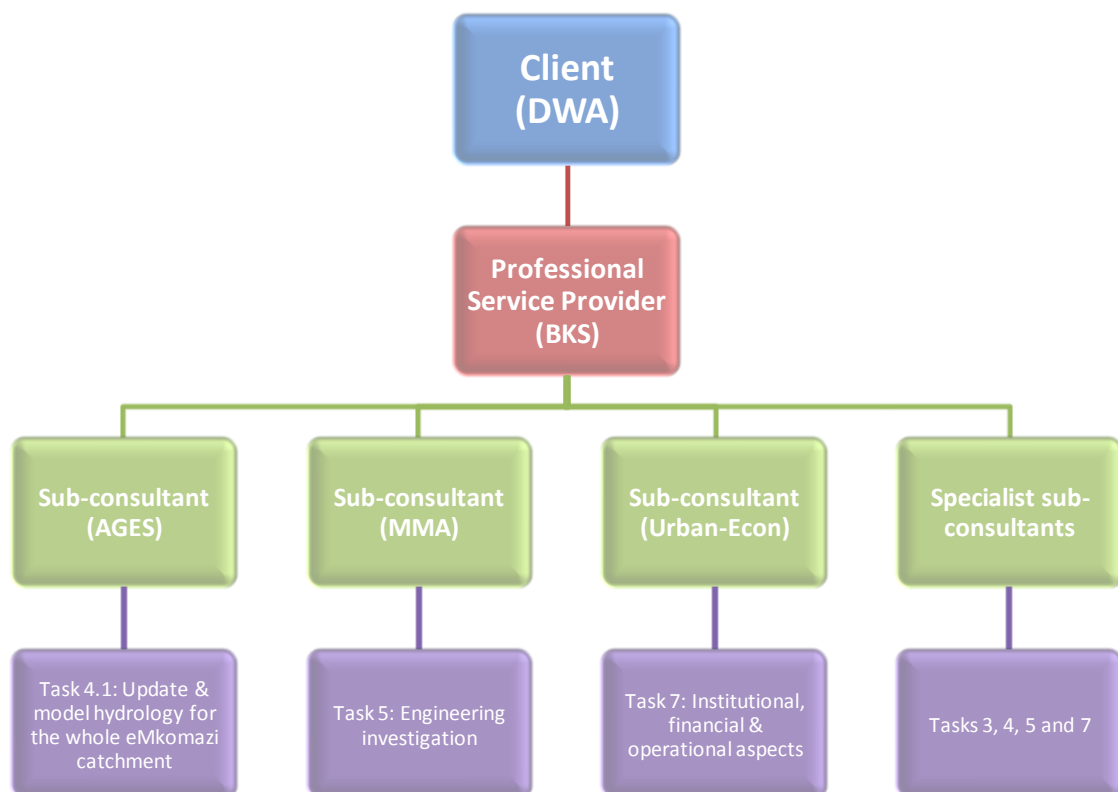 Client
(DWA)
Professional
Service Provider
(BKS)
Sub-consultant
(AGES)
Sub-consultant
(MMA)
Sub-consultant
(Urban-Econ)
Specialist sub-
consultants
Task 4.1: Update &
model hydrology for
the whole eMkomazi
catchment
Task 5: Engineering
investigation
Task 7: Institutional,
financial &
operational aspects
Tasks 3, 4, 5 and 7